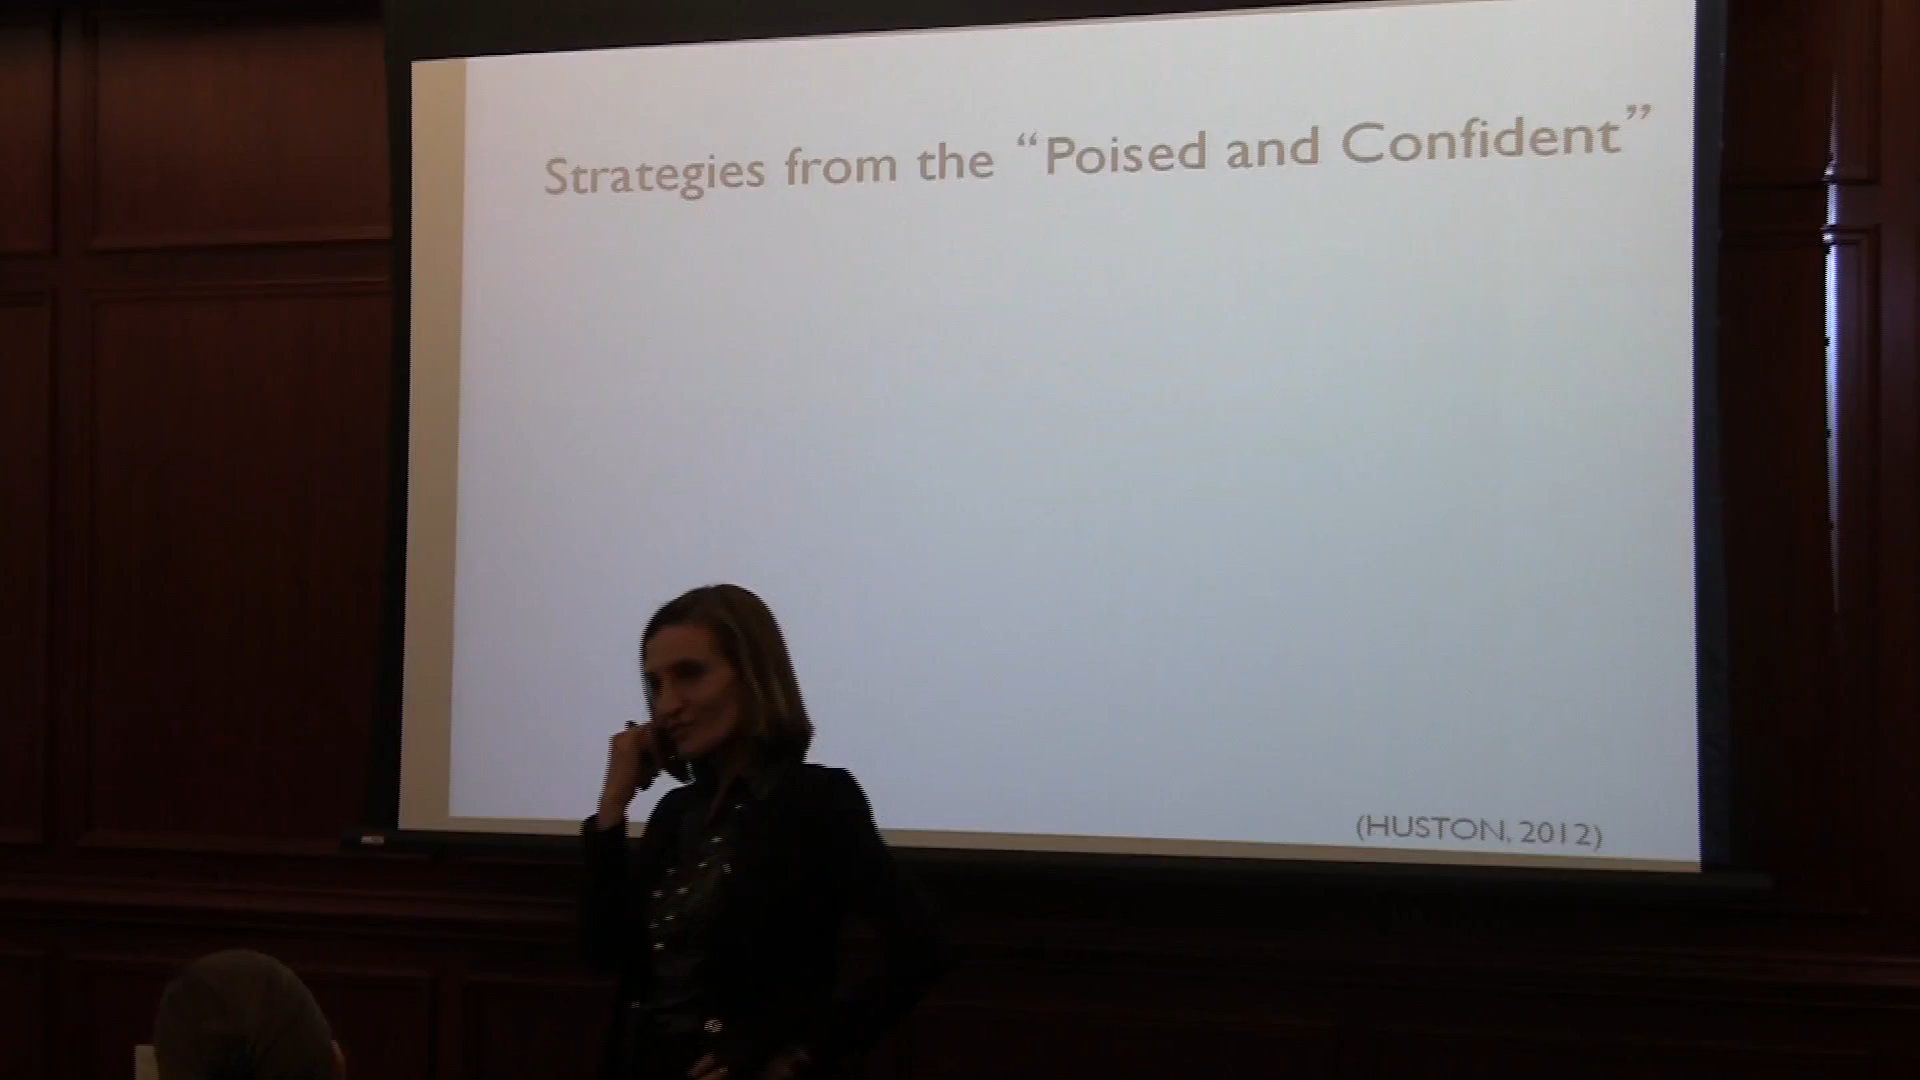 Strategies from the “Poised and Confident”
(HUSTON, 2012)